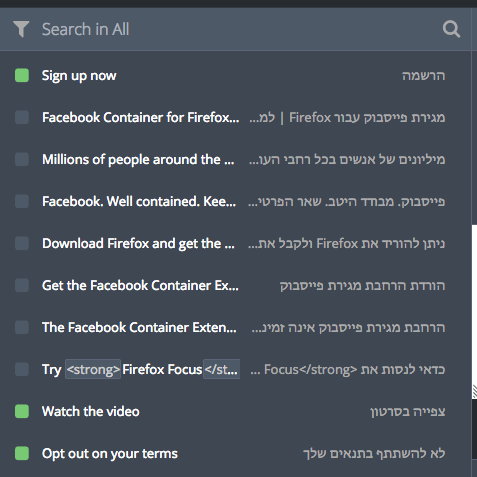 Search in All
Sign up now הרשמה
Facebook Container for Firefox... מגירת פייסבוק עבור Firefox | למ...
Millions of people around the ... מיליונים של אנשים בכל רחבי העו...
Facebook. Well contained. Kee... פייסבוק. מבודד היטב. שאר הפרטי...
Download Firefox and get the ... ניתן להוריד את Firefox ולקבל את...
Get the Facebook Container Ex... הורדת הרחבת מגירת פייסבוק
The Facebook Container Exten... הרחבת מגירת פייסבוק אינה זמינ...
Try <strong>Firefox Focus</st... כדאי לנסות את Focus</strong> ...
Watch the video צפייה בסרטון
Opt out on your terms לא להשתתף בתנאים שלך